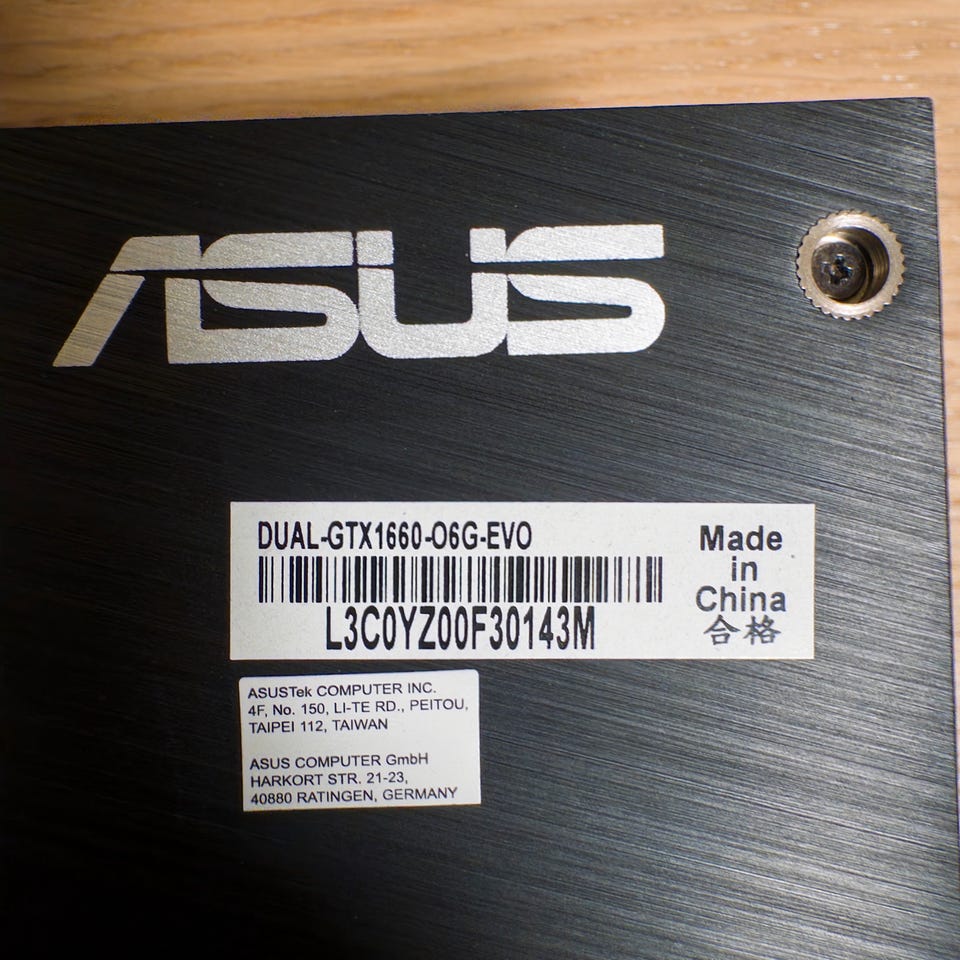 ASUS
DUAL-GTX1660-O6G-EVO
L3C0YZ00F30143M
Made
in
China
合格
ASUSTek COMPUTER INC.
4F, No. 150, LI-TE RD., PEITOU,
TAIPEI 112, TAIWAN
ASUS COMPUTER GmbH
HARKORT STR. 21-23,
40880 RATINGEN, GERMANY